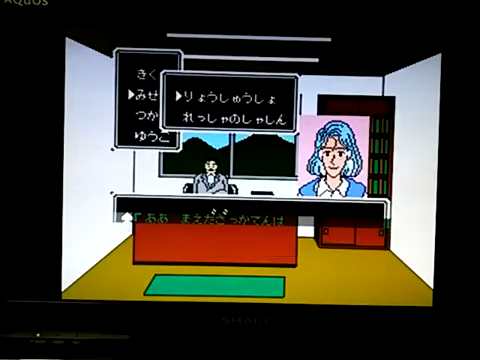 AQUOS
きく
▶みせ
つか
ゆうこ
▶りょうしゅうしょ
れっしゃのしゃしん
「ああ まえださっかてんは
SHARP